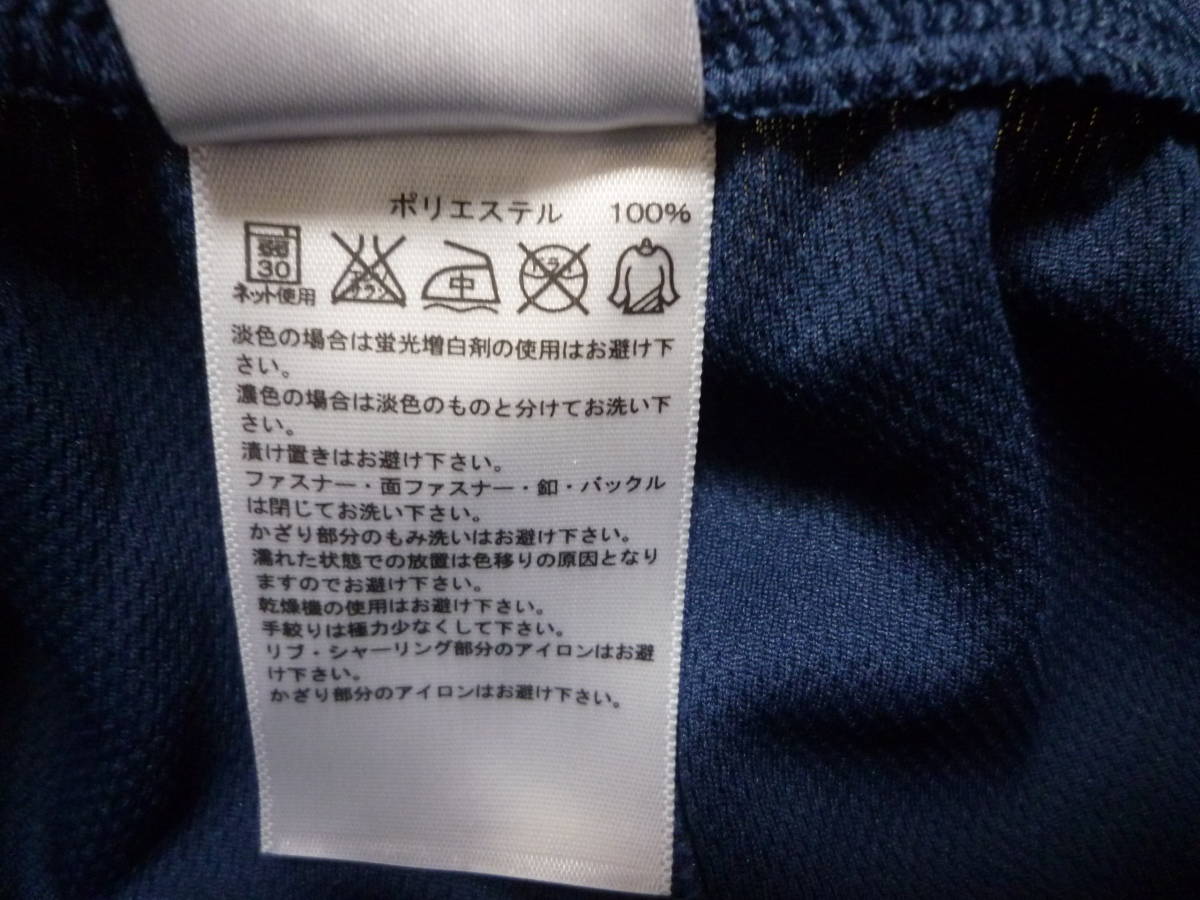 ポリエステル 100%
30 中 ドライ
ネット使用
淡色の場合は蛍光増白剤の使用はお避け下
さい。
濃色の場合は淡色のものと分けてお洗い下
さい。
漬け置きはお避け下さい。
ファスナー・面ファスナー・釦・バックル
は閉じてお洗い下さい。
かざり部分のもみ洗いはお避け下さい。
濡れた状態での放置は色移りの原因となり
ますのでお避け下さい。
乾燥機の使用はお避け下さい。
手絞りは極力少なくして下さい。
リブ・シャーリング部分のアイロンはお避
け下さい。
かざり部分のアイロンはお避け下さい。